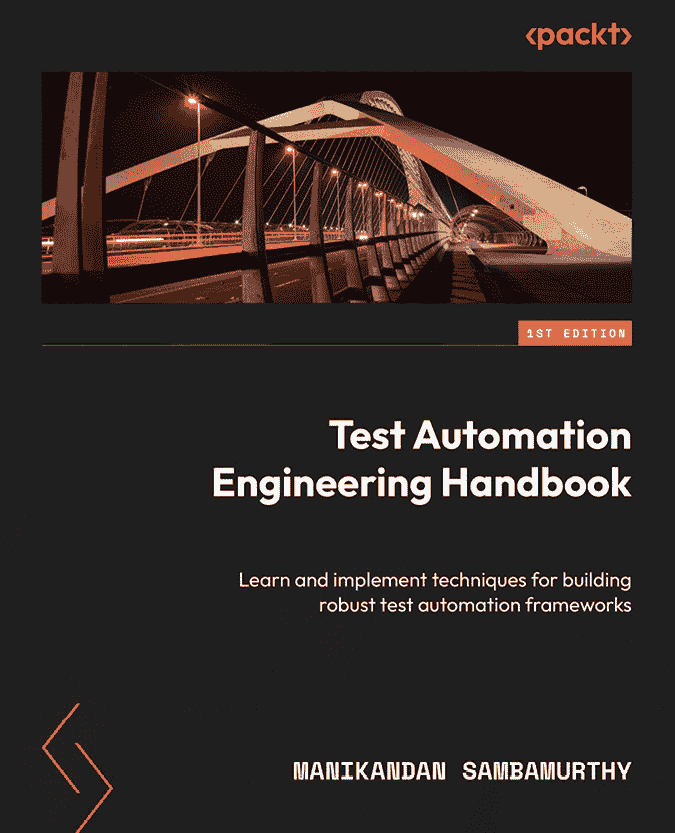 <packt>
1ST EDITION
Test Automation
Engineering Handbook
Learn and implement techniques for building
robust test automation frameworks
MANIKANDAN SAMBAMURTHY